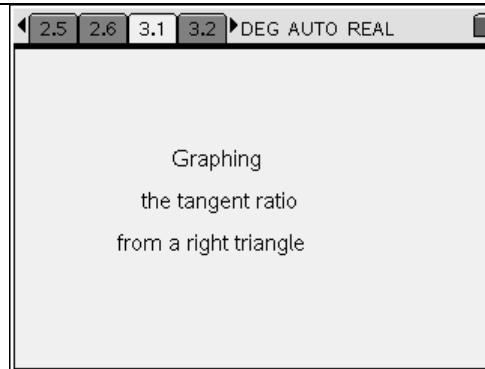 2.5 2.6 3.1 3.2 DEG AUTO REAL
Graphing
the tangent ratio
from a right triangle